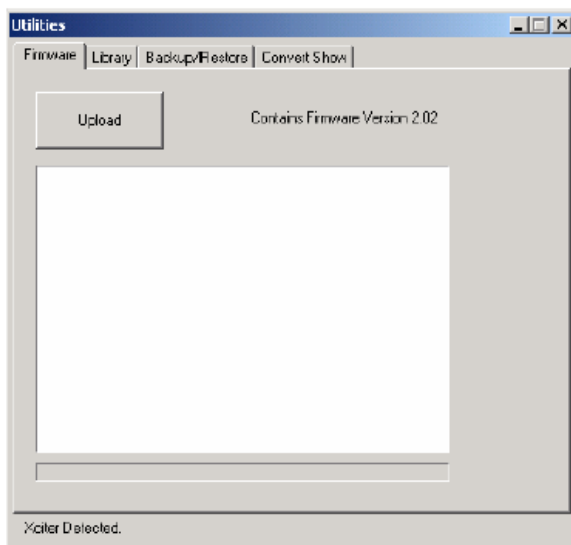 Utilities
Firmware Library Backup/Restore Convert Show
Upload
Contains Firmware Version 2.02
Xciter Detected.